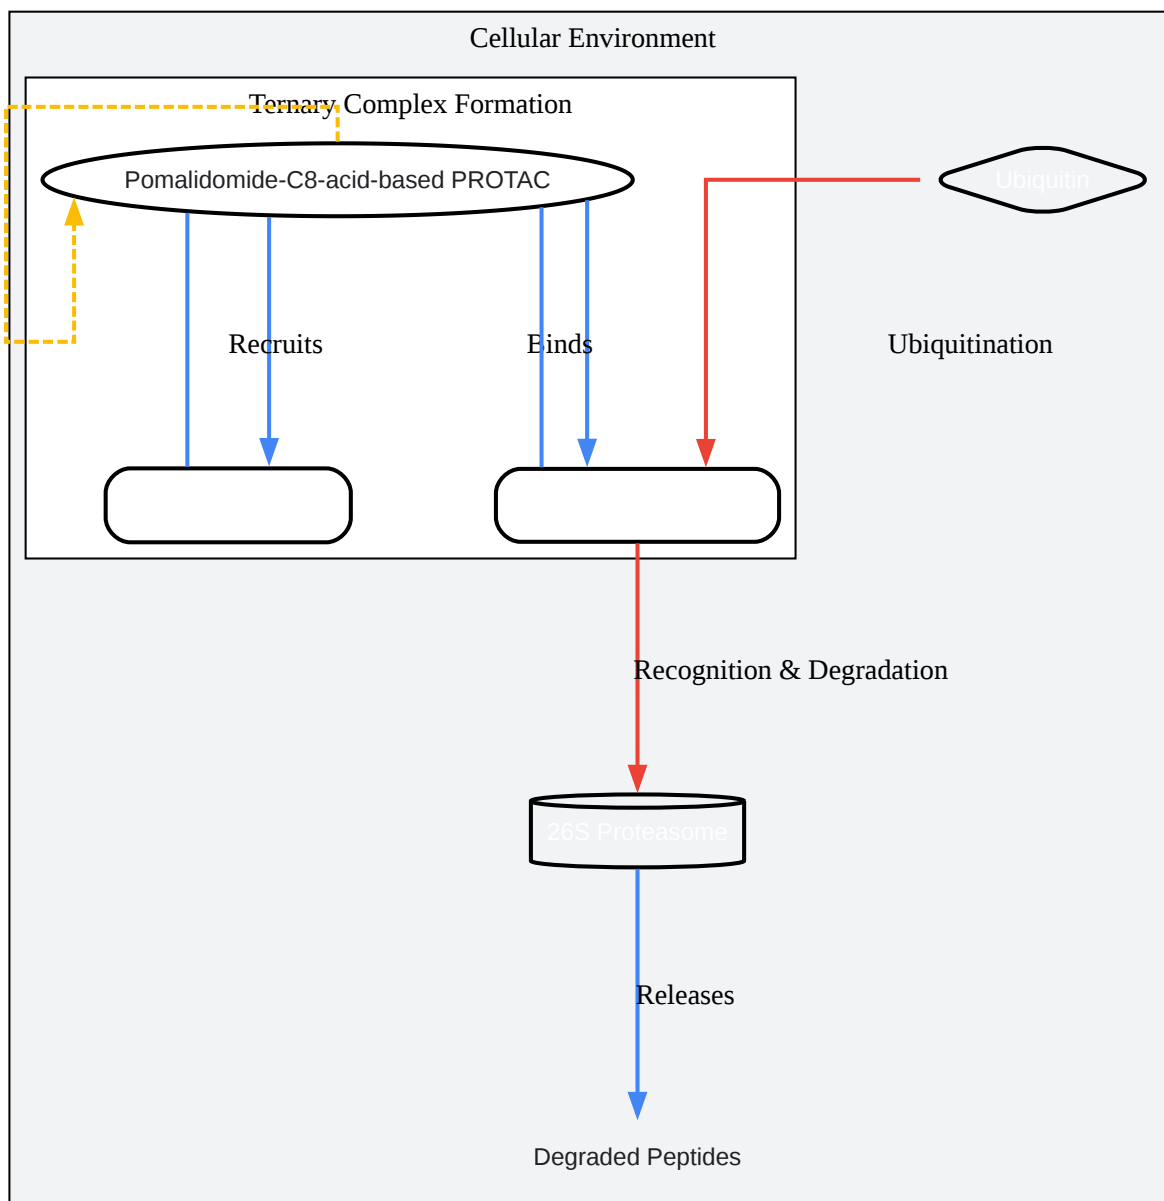 Cellular Environment
Ternary Complex Formation
Pomalidomide-C8-acid-based PROTAC
Ubiquitin
Recruits
Binds
Ubiquitination
Recognition & Degradation
26S Proteasome
Releases
Degraded Peptides